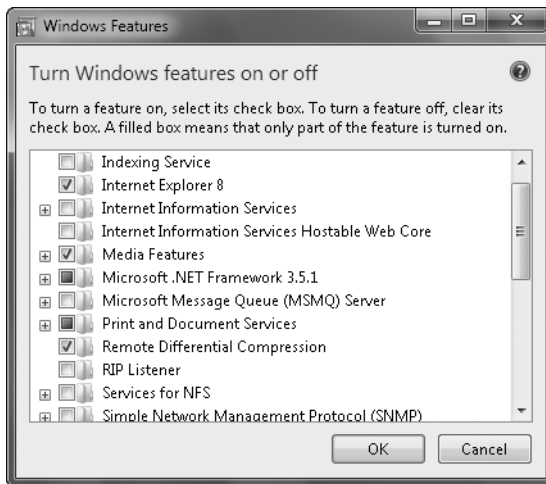 Windows Features
Turn Windows features on or off
To turn a feature on, select its check box. To turn a feature off, clear its
check box. A filled box means that only part of the feature is turned on.
Indexing Service
Internet Explorer 8
Internet Information Services
Internet Information Services Hostable Web Core
Media Features
Microsoft .NET Framework 3.5.1
Microsoft Message Queue (MSMQ) Server
Print and Document Services
Remote Differential Compression
RIP Listener
Services for NFS
Simple Network Management Protocol (SNMP)
OK Cancel